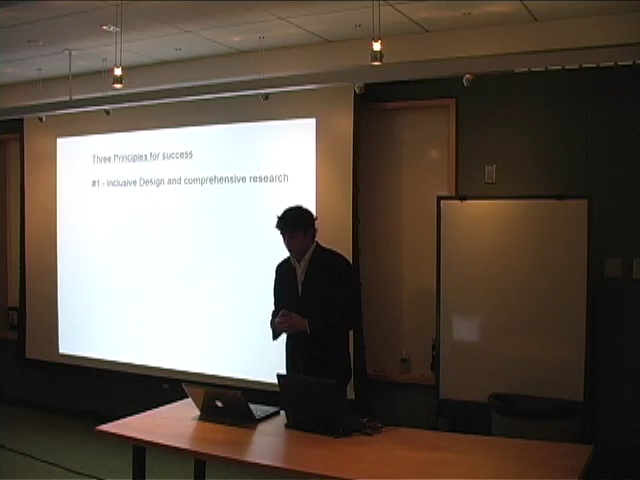 Three Principles for success
#1 - Inclusive Design and comprehensive research